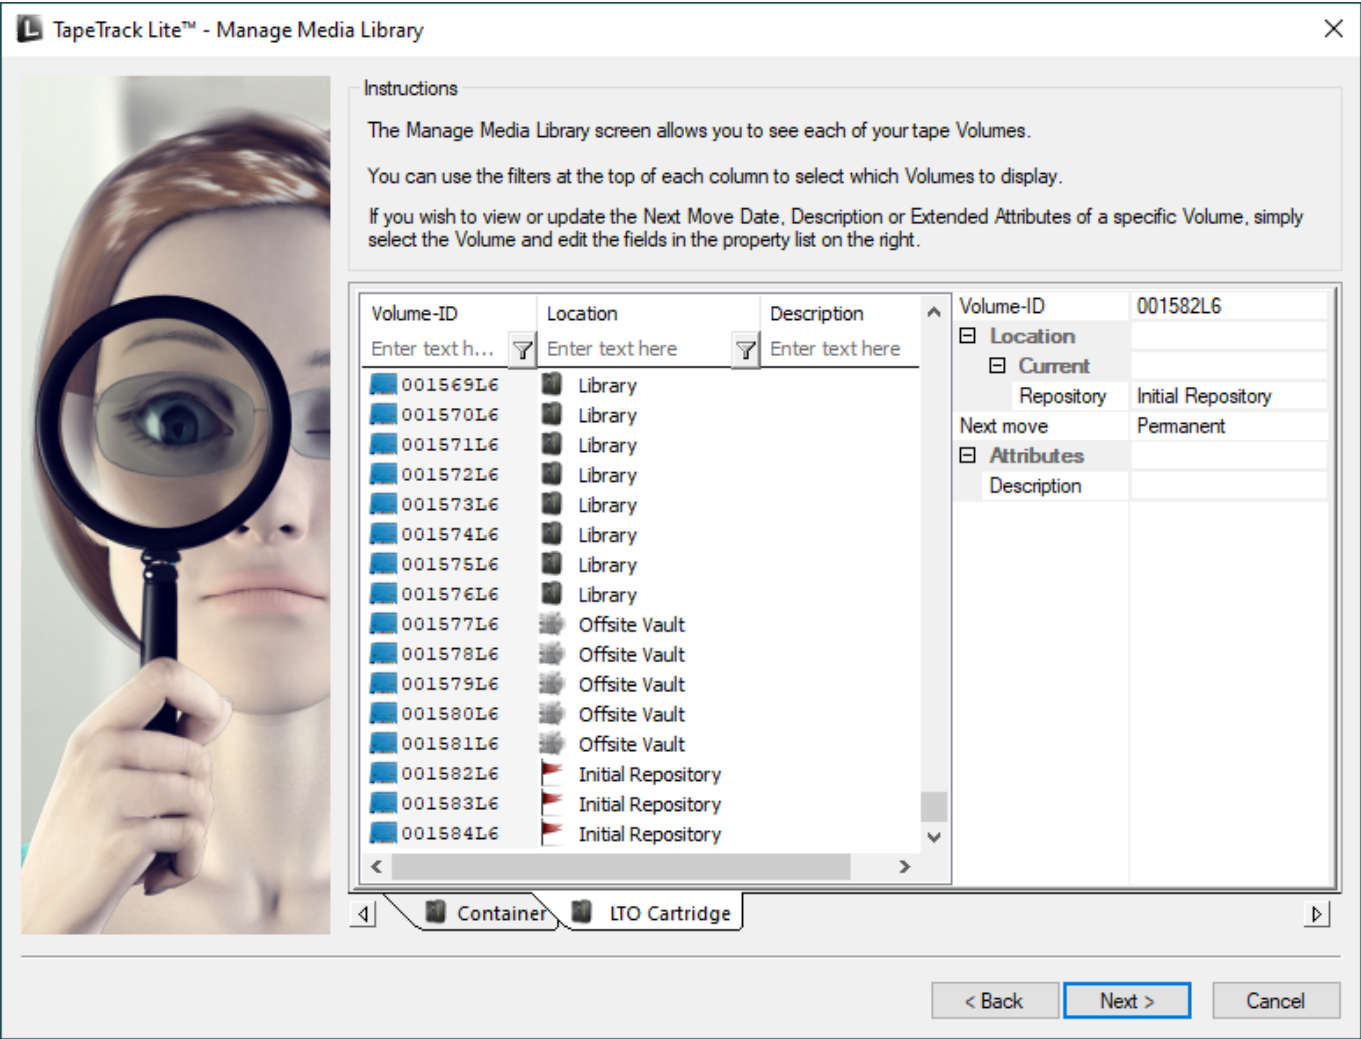 TapeTrack Lite™ - Manage Media Library
Instructions
The Manage Media Library screen allows you to see each of your tape Volumes.
You can use the filters at the top of each column to select which Volumes to display.
If you wish to view or update the Next Move Date, Description or Extended Attributes of a specific Volume, simply
select the Volume and edit the fields in the property list on the right.
Volume-ID Location Description
Enter text h... Enter text here Enter text here
001569L6 Library
001570L6 Library
001571L6 Library
001572L6 Library
001573L6 Library
001574L6 Library
001575L6 Library
001576L6 Library
001577L6 Offsite Vault
001578L6 Offsite Vault
001579L6 Offsite Vault
001580L6 Offsite Vault
001581L6 Offsite Vault
001582L6 Initial Repository
001583L6 Initial Repository
001584L6 Initial Repository
Volume-ID 001582L6
Location
Current
Repository Initial Repository
Next move Permanent
Attributes
Description
Container LTO Cartridge
< Back Next > Cancel